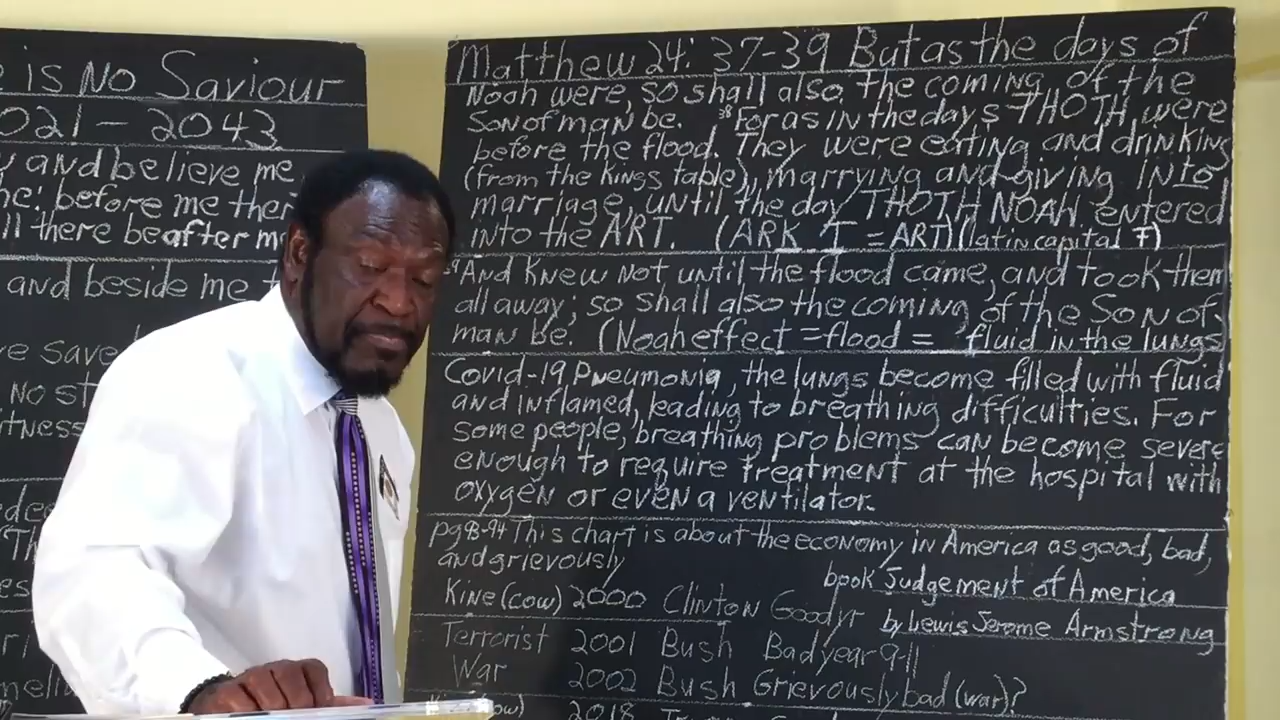 is No Saviour
021 - 2043
and believe me
before me ther
ll there be after me
and beside me
ve save
No st
itness
Matthew 24: 37-39 But as the days of
Noah were, so shall also the coming of the
Son of man be. 38 For as in the days THOTH were
before the flood. They were eating and drinking
(from the Kings table), marrying and giving into
marriage, until the day THOTH NOAH entered
into the ART. (ARK T = ART) (latin capital 7)
And knew not until the flood came, and took them
all away; so shall also the coming of the Son of
man be. (Noah effect = flood = fluid in the lungs
Covid-19 Pneumonia, the lungs become filled with fluid
and inflamed, leading to breathing difficulties. For
some people, breathing problems can become severe
enough to require treatment at the hospital with
oxygen or even a ventilator.
pg 93-94 This chart is about the economy in America as good, bad,
and grievously
book Judgement of America
Kine (cow) 2000 Clinton Good yr by Lewis Jerome Armstrong
Terrorist 2001 Bush Bad year 9-11
War 2002 Bush Grievously bad (war)?
2018